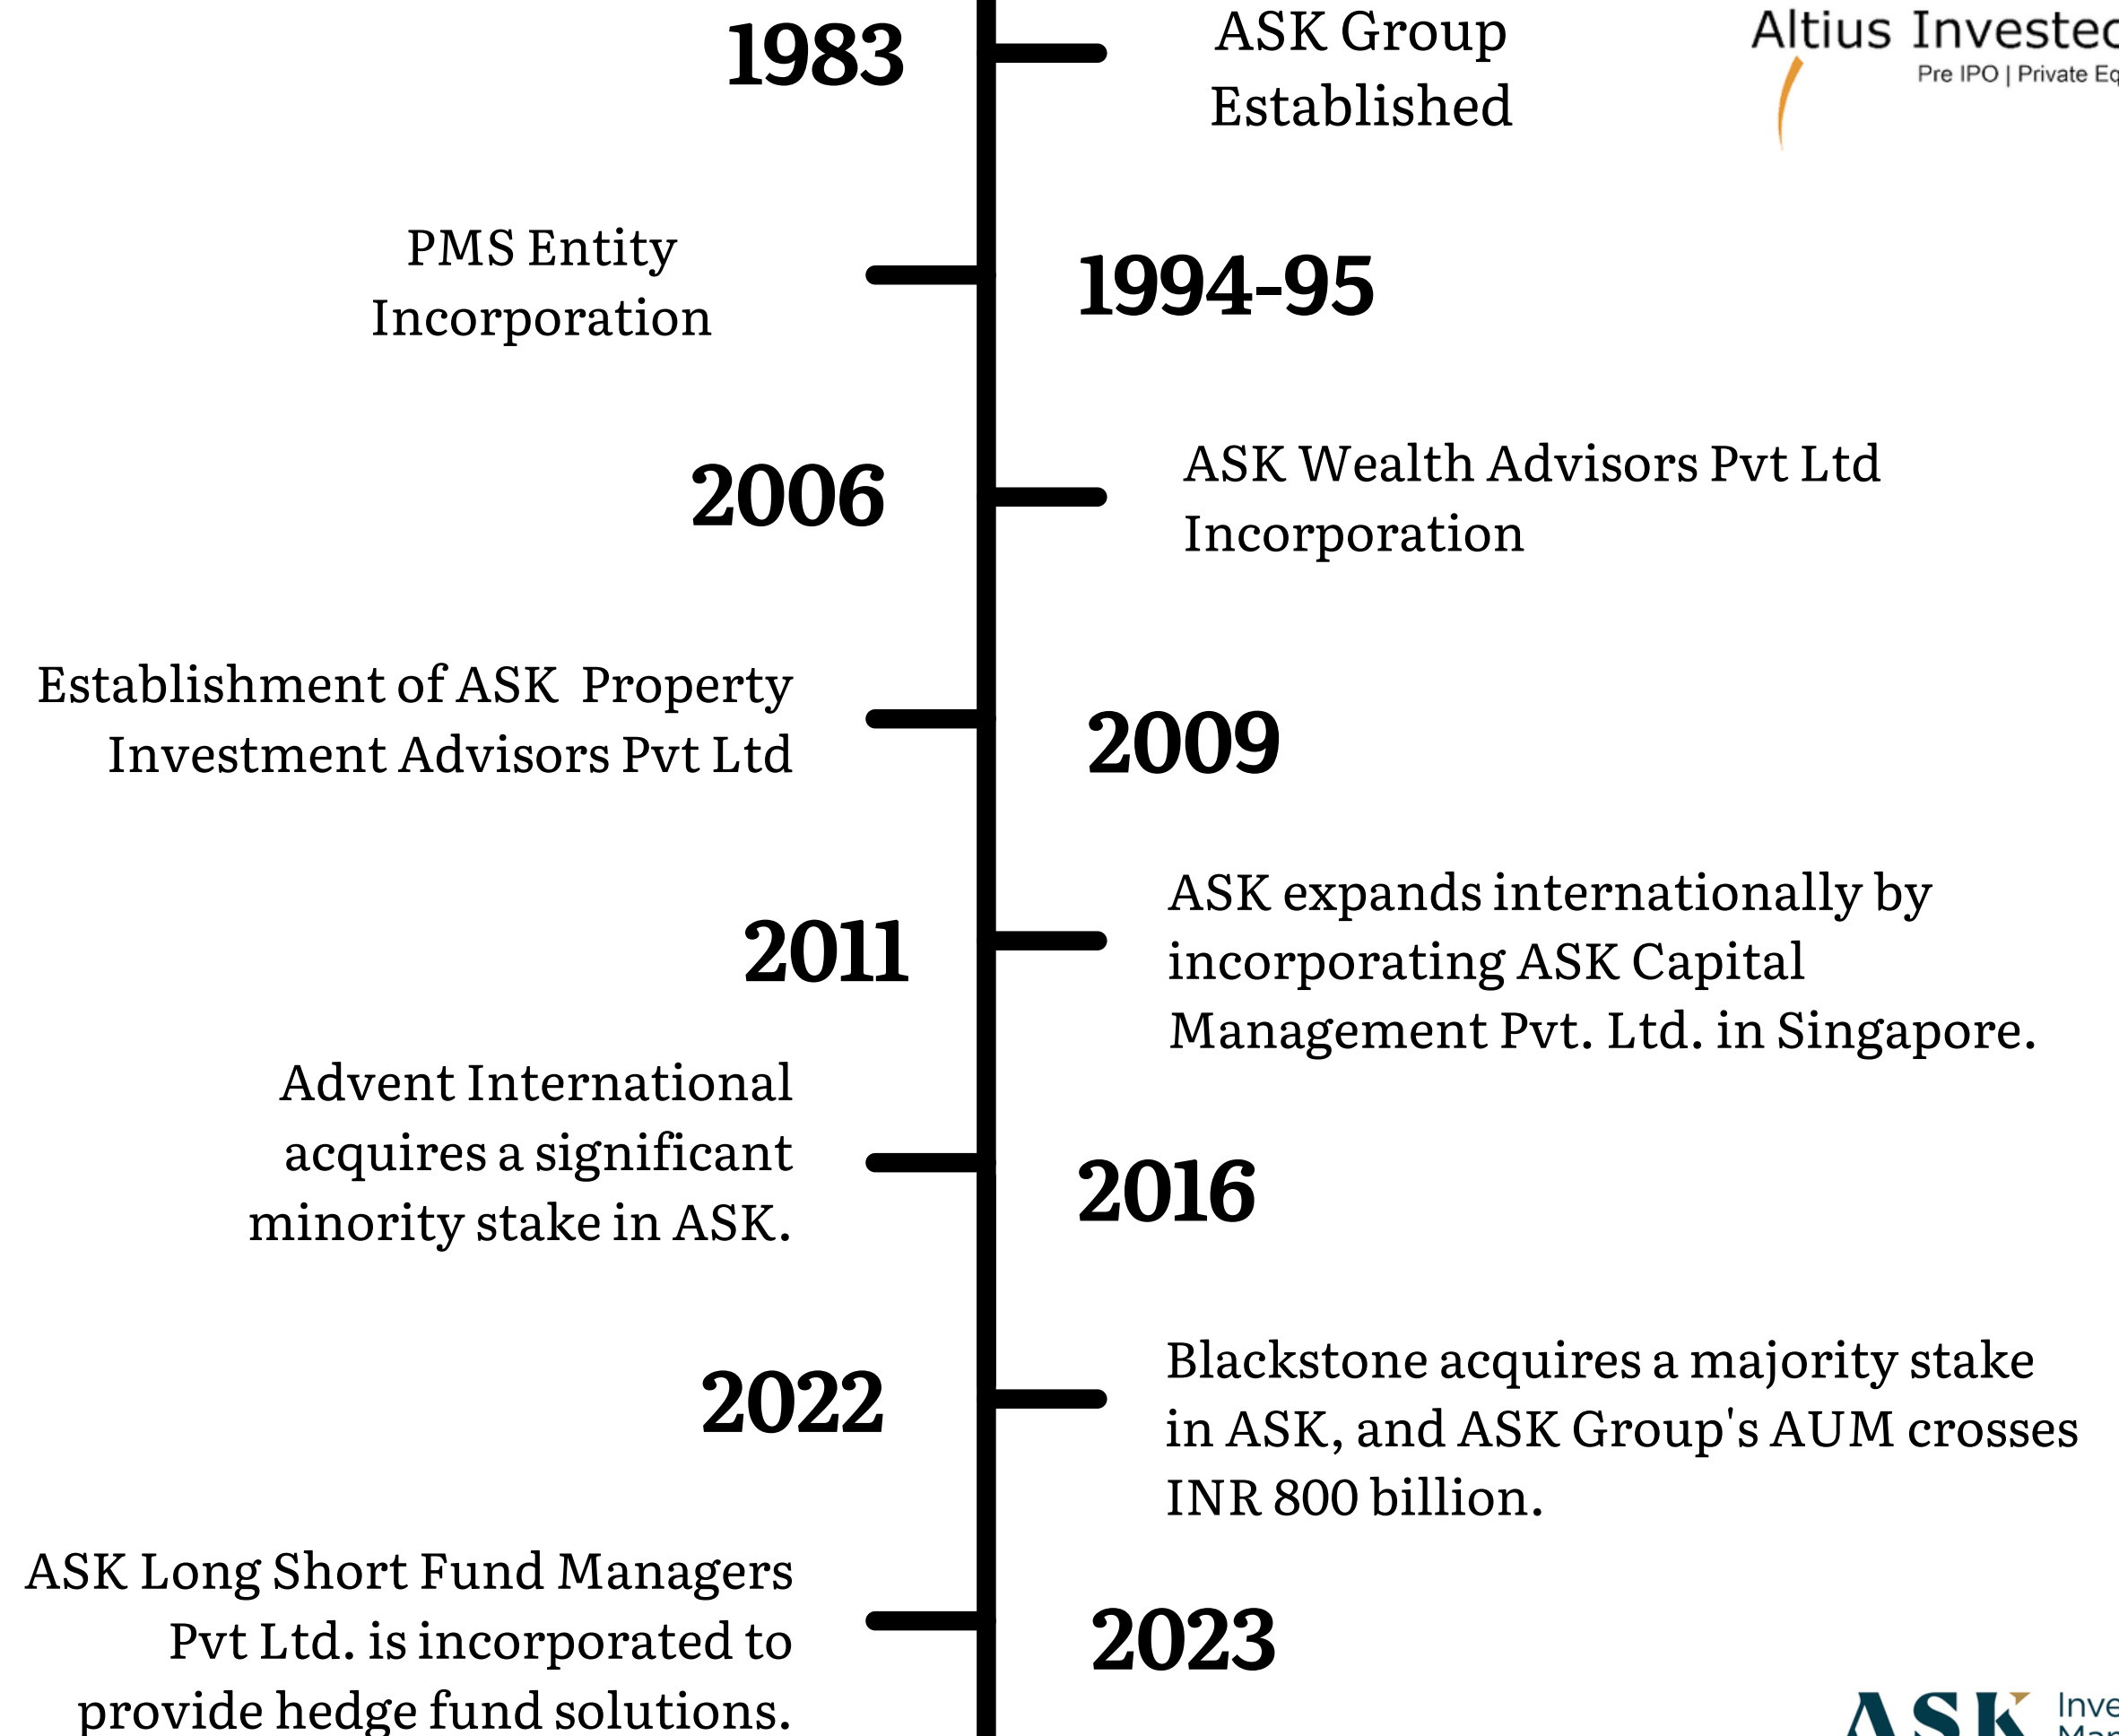 1983
ASK Group
Established
Altius Investec
Pre IPO | Private Eq
PMS Entity
Incorporation
1994-95
2006
ASK Wealth Advisors Pvt Ltd
Incorporation
Establishment of ASK Property
Investment Advisors Pvt Ltd
2009
2011
ASK expands internationally by
incorporating ASK Capital
Management Pvt. Ltd. in Singapore.
Advent International
acquires a significant
minority stake in ASK.
2016
2022
Blackstone acquires a majority stake
in ASK, and ASK Group's AUM crosses
INR 800 billion.
ASK Long Short Fund Managers
Pvt Ltd. is incorporated to
provide hedge fund solutions.
2023
ASK
Inve